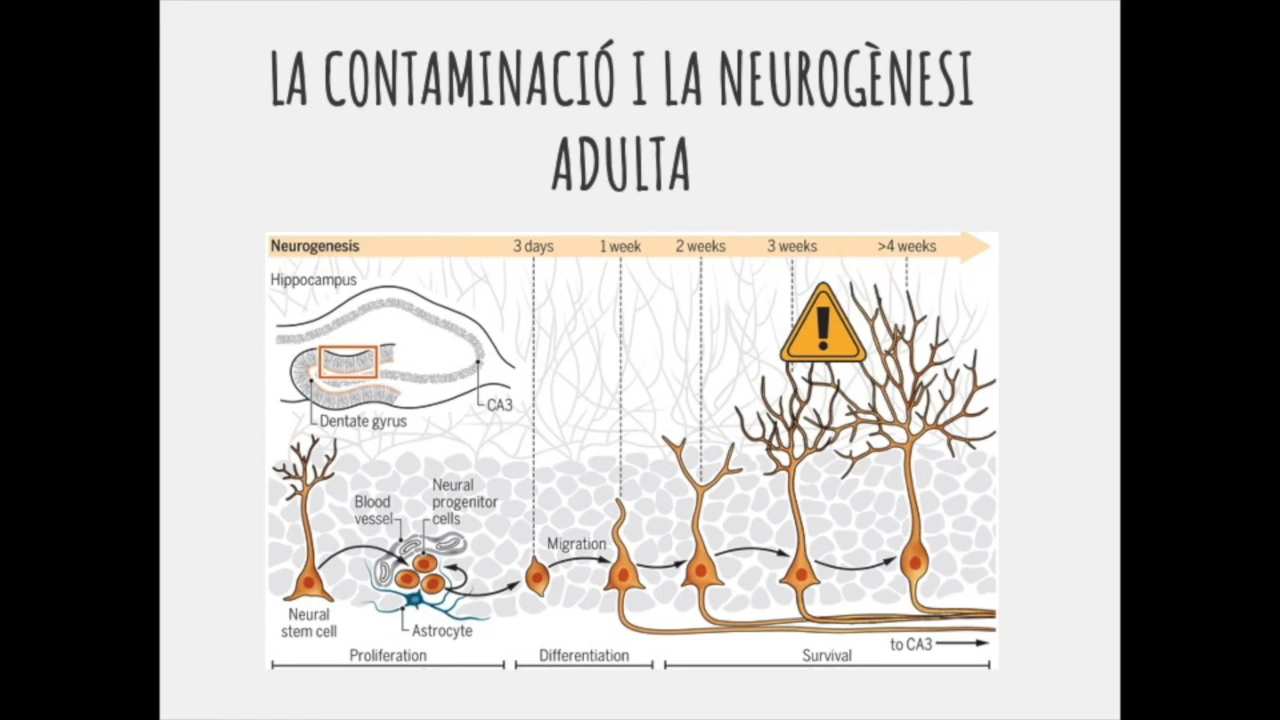 LA CONTAMINACIÓ I LA NEUROGÈNESI
ADULTA
Neurogenesis
3 days
1 week
2 weeks
3 weeks
>4 weeks
Hippocampus
CA3
Dentate gyrus
Neural
progenitor
cells
Blood
vessel
Migration
Neural
stem cell
Astrocyte
to CA3
Proliferation
Differentiation
Survival